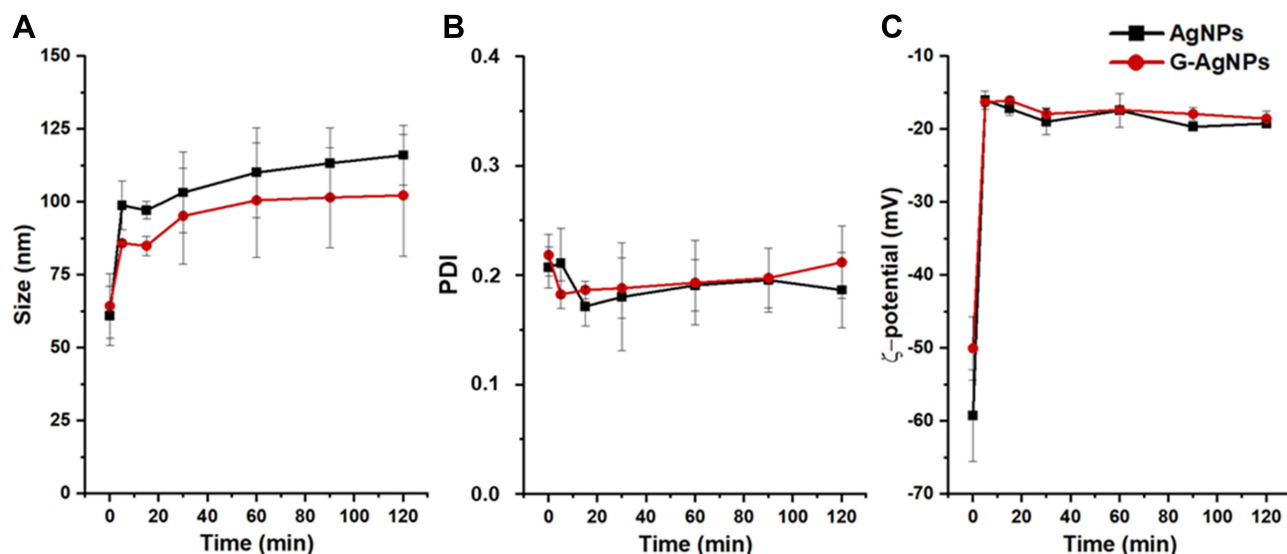 A
150
125
100
75
50
25
0
Size (nm)
0 20 40 60 80 100 120
Time (min)
B
0.4
0.3
0.2
0.1
0.0
PDI
0 20 40 60 80 100 120
Time (min)
C
AgNPs
G-AgNPs
-10
-20
-30
-40
-50
-60
-70
ζ-potential (mV)
0 20 40 60 80 100 120
Time (min)